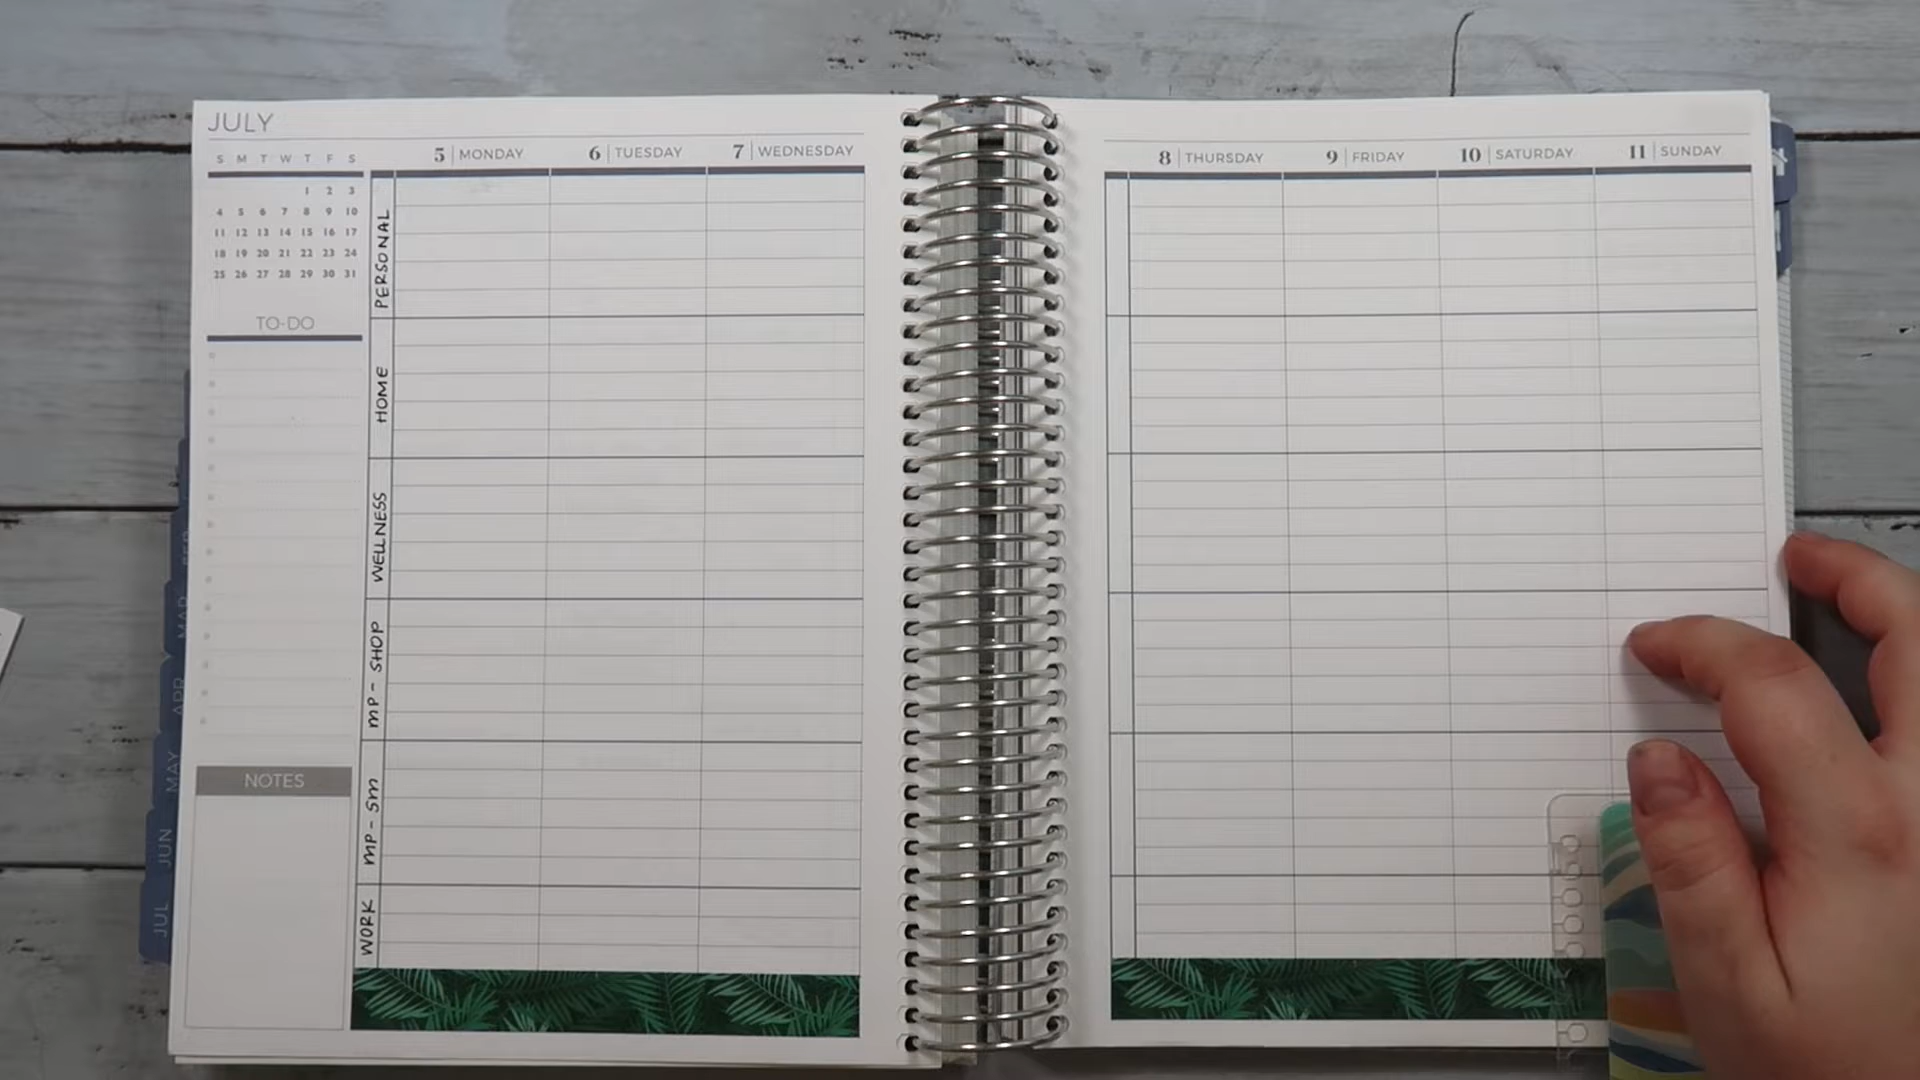 JULY
S M T W T F S
1 2 3
4 5 6 7 8 9 10
11 12 13 14 15 16 17
18 19 20 21 22 23 24
25 26 27 28 29 30 31
TO-DO
NOTES
5 | MONDAY
6 | TUESDAY
7 | WEDNESDAY
PERSONAL
HOME
WELLNESS
MP - SHOP
MP - SM
WORK
8 | THURSDAY
9 | FRIDAY
10 | SATURDAY
11 | SUNDAY
MAR
APR
MAY
JUN
JUL